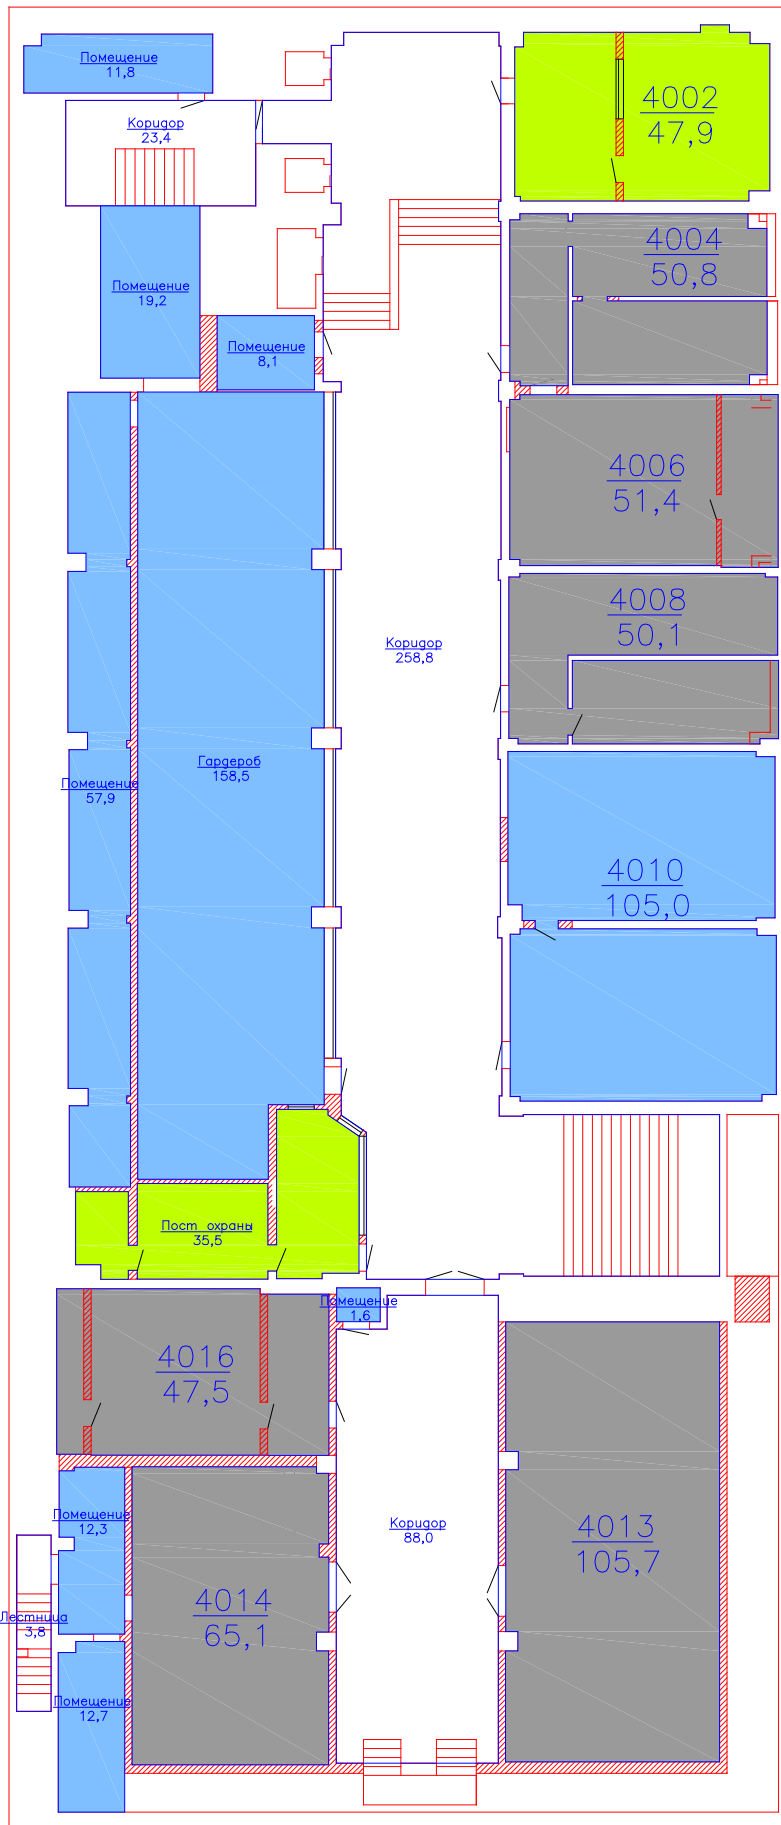 Помещение
11,8
4002
47,9
Коридор
23,4
4004
50,8
Помещение
19,2
Помещение
8,1
4006
51,4
4008
50,1
Коридор
258,8
Гардероб
158,5
Помещение
57,9
4010
105,0
Пост охраны
35,5
Помещение
1,6
4016
47,5
Помещение
12,3
Коридор
88,0
4013
105,7
4014
65,1
Лестница
3,8
Помещение
12,7